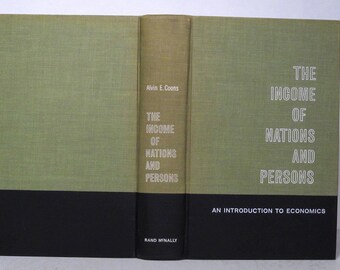 Alvin E. Coons
THE
INCOME
OF
NATIONS
AND
PERSONS
RAND McNALLY
THE
INCOME
OF
NATIONS
AND
PERSONS
AN INTRODUCTION TO ECONOMICS